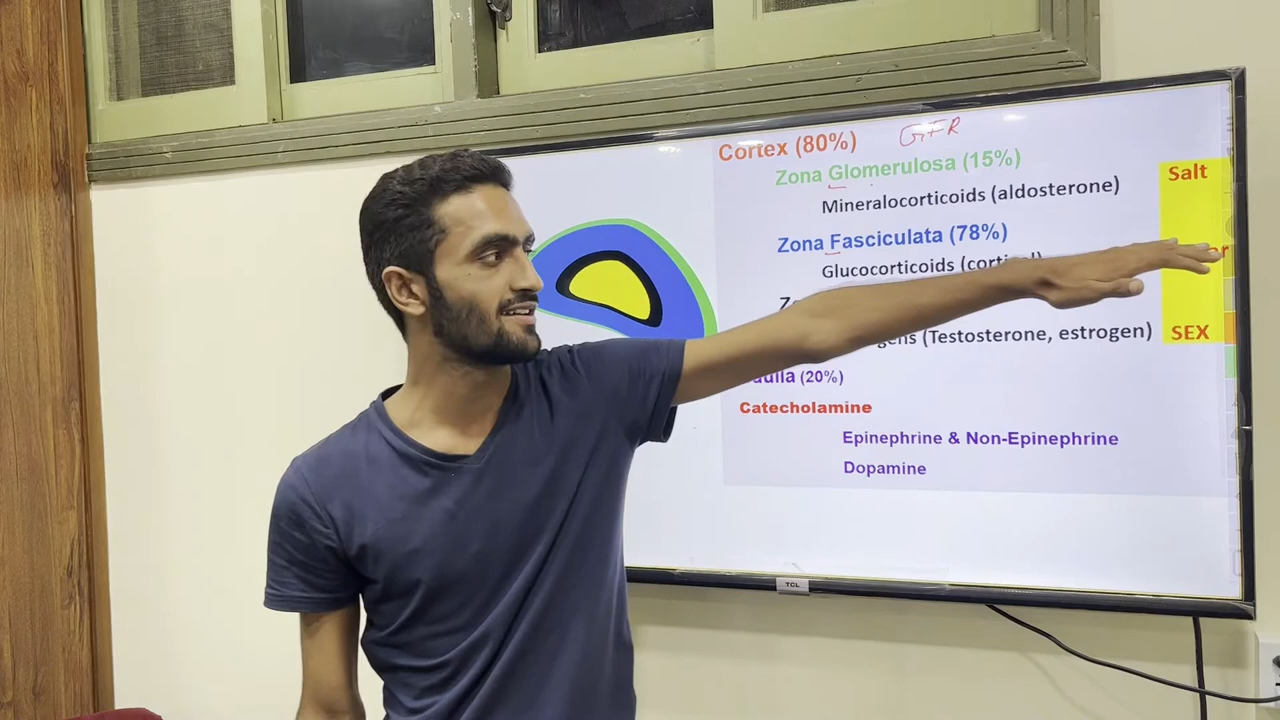 Cortex (80%) GFR
Zona Glomerulosa (15%)
Salt
Mineralocorticoids (aldosterone)
Zona Fasciculata (78%)
Glucocorticoids
(Testosterone, estrogen)
SEX
(20%)
Catecholamine
Epinephrine & Non-Epinephrine
Dopamine
TCL